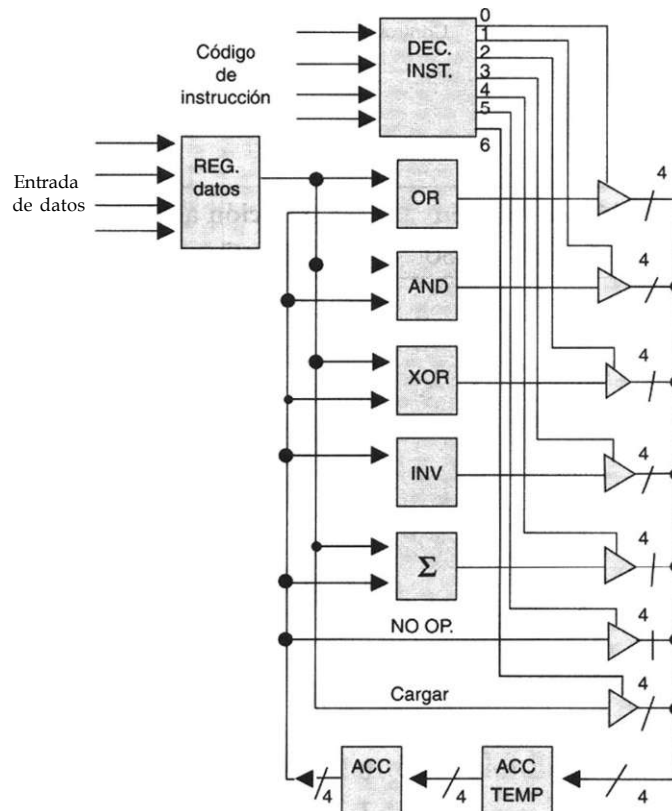 Código
de
instrucción
DEC.
INST.
0
1
2
3
4
5
6
Entrada
de datos
REG.
datos
OR
4
AND
4
XOR
4
INV
4
Σ
4
NO OP.
4
Cargar
4
ACC
4
ACC
TEMP
4
4